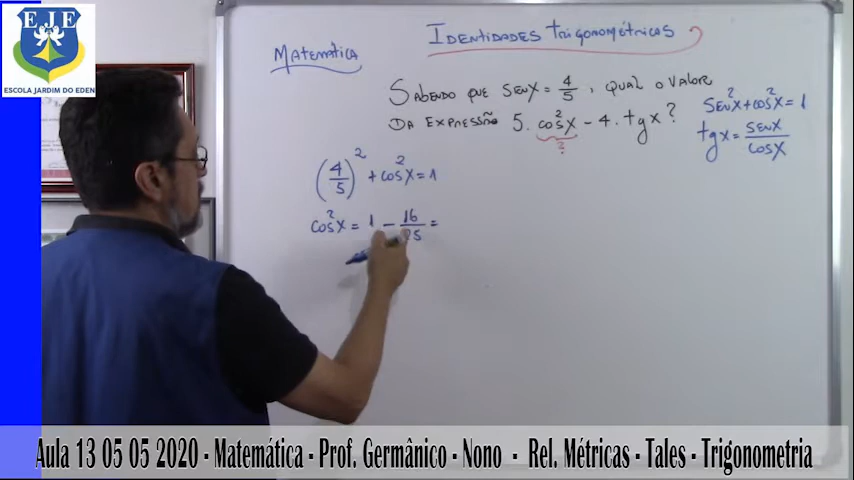 EJE
ESCOLA JARDIM DO EDEN
Matemática
Identidades Trigonométricas
Sabendo que senx = 4/5, qual o valor
da expressão 5.cos²x - 4.tgx?
?
sen²x+cos²x=1
tgx = senx/cosx
(4/5)² + cos²x = 1
cos²x = 1 - 16/25 =
Aula 13 05 05 2020 - Matemática - Prof. Germânico - Nono - Rel. Métricas - Tales - Trigonometria